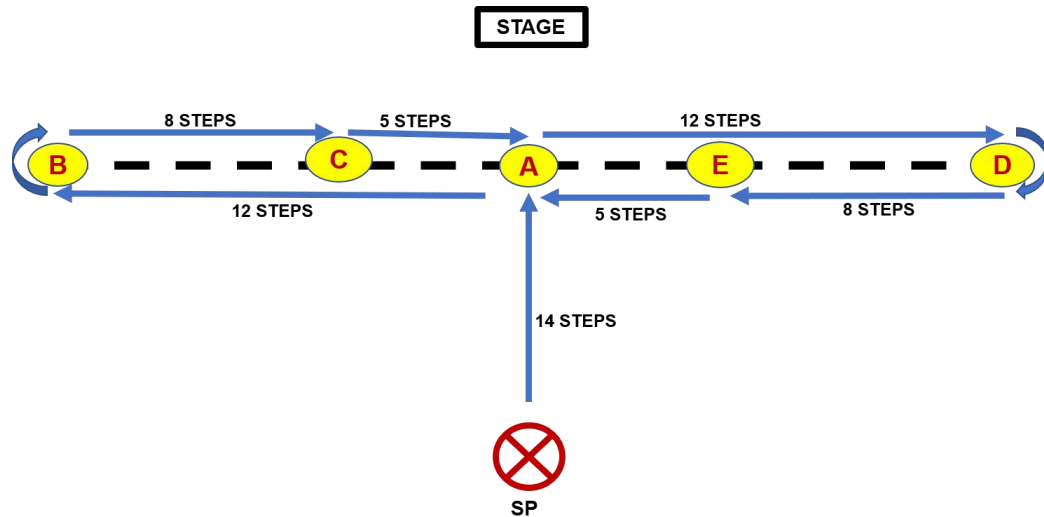 STAGE
8 STEPS
5 STEPS
12 STEPS
B
C
A
E
D
12 STEPS
5 STEPS
8 STEPS
14 STEPS
SP